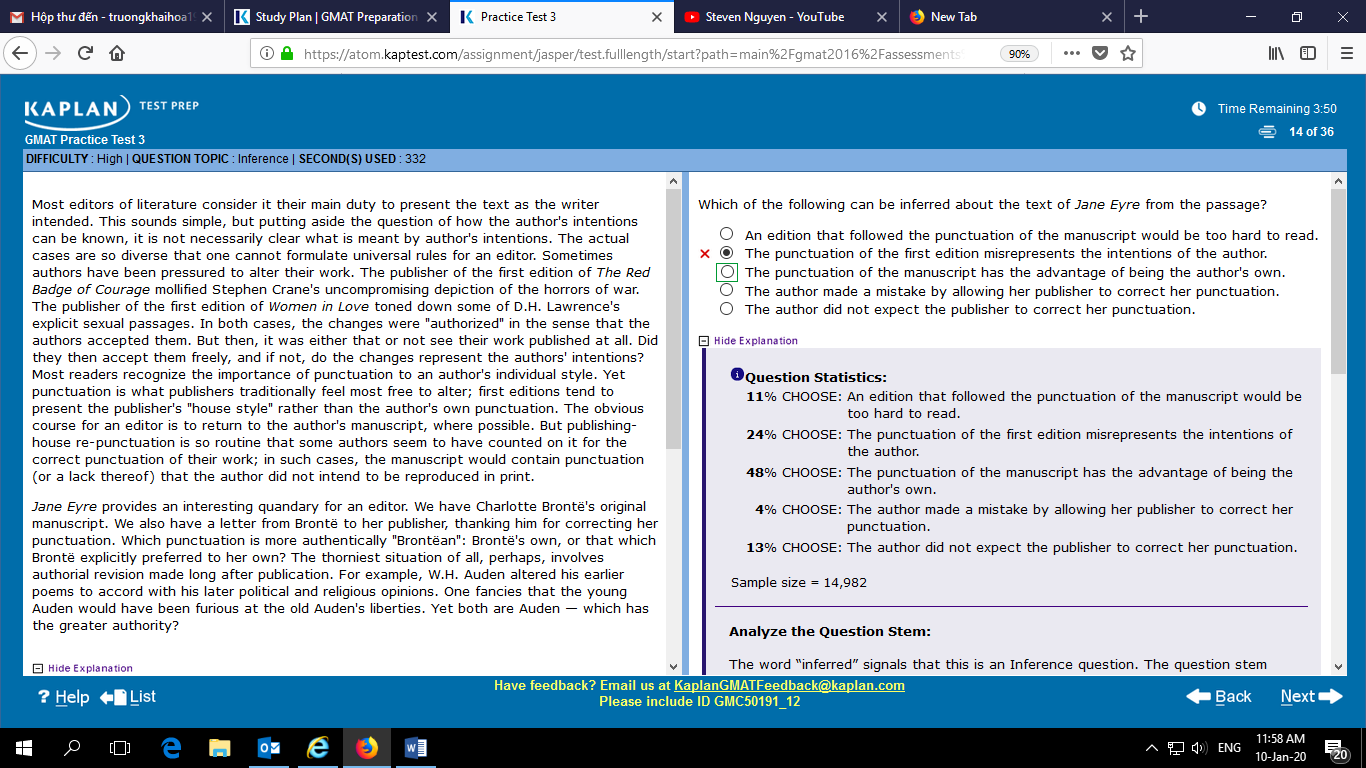 Hộp thư đến - truongkhaihoa1
Study Plan | GMAT Preparation
Practice Test 3
Steven Nguyen - YouTube
New Tab
https://atom.kaptest.com/assignment/jasper/test.fulllength/start?path=main%2Fgmat2016%2Fassessments
90%
KAPLAN TEST PREP
GMAT Practice Test 3
Time Remaining 3:50
14 of 36
DIFFICULTY : High | QUESTION TOPIC : Inference | SECOND(S) USED : 332
Most editors of literature consider it their main duty to present the text as the writer
intended. This sounds simple, but putting aside the question of how the author's intentions
can be known, it is not necessarily clear what is meant by author's intentions. The actual
cases are so diverse that one cannot formulate universal rules for an editor. Sometimes
authors have been pressured to alter their work. The publisher of the first edition of The Red
Badge of Courage mollified Stephen Crane's uncompromising depiction of the horrors of war.
The publisher of the first edition of Women in Love toned down some of D.H. Lawrence's
explicit sexual passages. In both cases, the changes were "authorized" in the sense that the
authors accepted them. But then, it was either that or not see their work published at all. Did
they then accept them freely, and if not, do the changes represent the authors' intentions?
Most readers recognize the importance of punctuation to an author's individual style. Yet
punctuation is what publishers traditionally feel most free to alter; first editions tend to
present the publisher's "house style" rather than the author's own punctuation. The obvious
course for an editor is to return to the author's manuscript, where possible. But publishing-
house re-punctuation is so routine that some authors seem to have counted on it for the
correct punctuation of their work; in such cases, the manuscript would contain punctuation
(or a lack thereof) that the author did not intend to be reproduced in print.
Jane Eyre provides an interesting quandary for an editor. We have Charlotte Brontë's original
manuscript. We also have a letter from Brontë to her publisher, thanking him for correcting her
punctuation. Which punctuation is more authentically "Brontëan": Brontë's own, or that which
Brontë explicitly preferred to her own? The thorniest situation of all, perhaps, involves
authorial revision made long after publication. For example, W.H. Auden altered his earlier
poems to accord with his later political and religious opinions. One fancies that the young
Auden would have been furious at the old Auden's liberties. Yet both are Auden — which has
the greater authority?
Hide Explanation
Which of the following can be inferred about the text of Jane Eyre from the passage?
An edition that followed the punctuation of the manuscript would be too hard to read.
The punctuation of the first edition misrepresents the intentions of the author.
The punctuation of the manuscript has the advantage of being the author's own.
The author made a mistake by allowing her publisher to correct her punctuation.
The author did not expect the publisher to correct her punctuation.
Hide Explanation
Question Statistics:
11% CHOOSE: An edition that followed the punctuation of the manuscript would be
too hard to read.
24% CHOOSE: The punctuation of the first edition misrepresents the intentions of
the author.
48% CHOOSE: The punctuation of the manuscript has the advantage of being the
author's own.
4% CHOOSE: The author made a mistake by allowing her publisher to correct her
punctuation.
13% CHOOSE: The author did not expect the publisher to correct her punctuation.
Sample size = 14,982
Analyze the Question Stem:
The word “inferred” signals that this is an Inference question. The question stem
? Help
List
Have feedback? Email us at KaplanGMATFeedback@kaplan.com
Please include ID GMC50191_12
Back
Next
ENG
11:58 AM
10-Jan-20
20